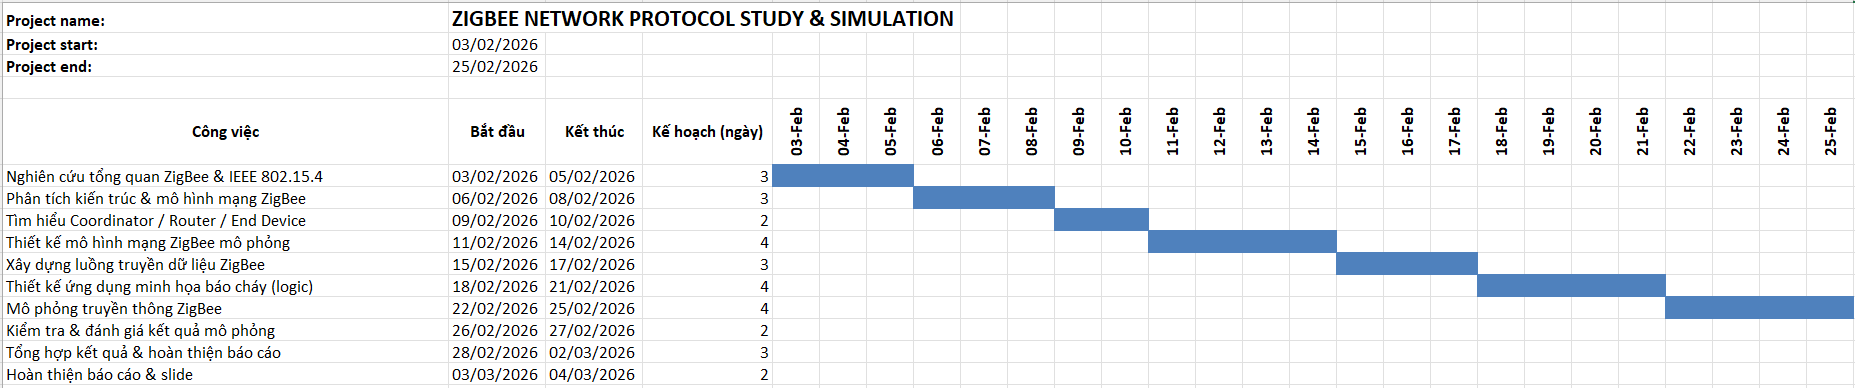 Project name: ZIGBEE NETWORK PROTOCOL STUDY & SIMULATION
Project start: 03/02/2026
Project end: 25/02/2026
Công việc Bắt đầu Kết thúc Kế hoạch (ngày) 03-Feb 04-Feb 05-Feb 06-Feb 07-Feb 08-Feb 09-Feb 10-Feb 11-Feb 12-Feb 13-Feb 14-Feb 15-Feb 16-Feb 17-Feb 18-Feb 19-Feb 20-Feb 21-Feb 22-Feb 23-Feb 24-Feb 25-Feb
Nghiên cứu tổng quan ZigBee & IEEE 802.15.4 03/02/2026 05/02/2026 3
Phân tích kiến trúc & mô hình mạng ZigBee 06/02/2026 08/02/2026 3
Tìm hiểu Coordinator / Router / End Device 09/02/2026 10/02/2026 2
Thiết kế mô hình mạng ZigBee mô phỏng 11/02/2026 14/02/2026 4
Xây dựng luồng truyền dữ liệu ZigBee 15/02/2026 17/02/2026 3
Thiết kế ứng dụng minh họa báo cháy (logic) 18/02/2026 21/02/2026 4
Mô phỏng truyền thông ZigBee 22/02/2026 25/02/2026 4
Kiểm tra & đánh giá kết quả mô phỏng 26/02/2026 27/02/2026 2
Tổng hợp kết quả & hoàn thiện báo cáo 28/02/2026 02/03/2026 3
Hoàn thiện báo cáo & slide 03/03/2026 04/03/2026 2